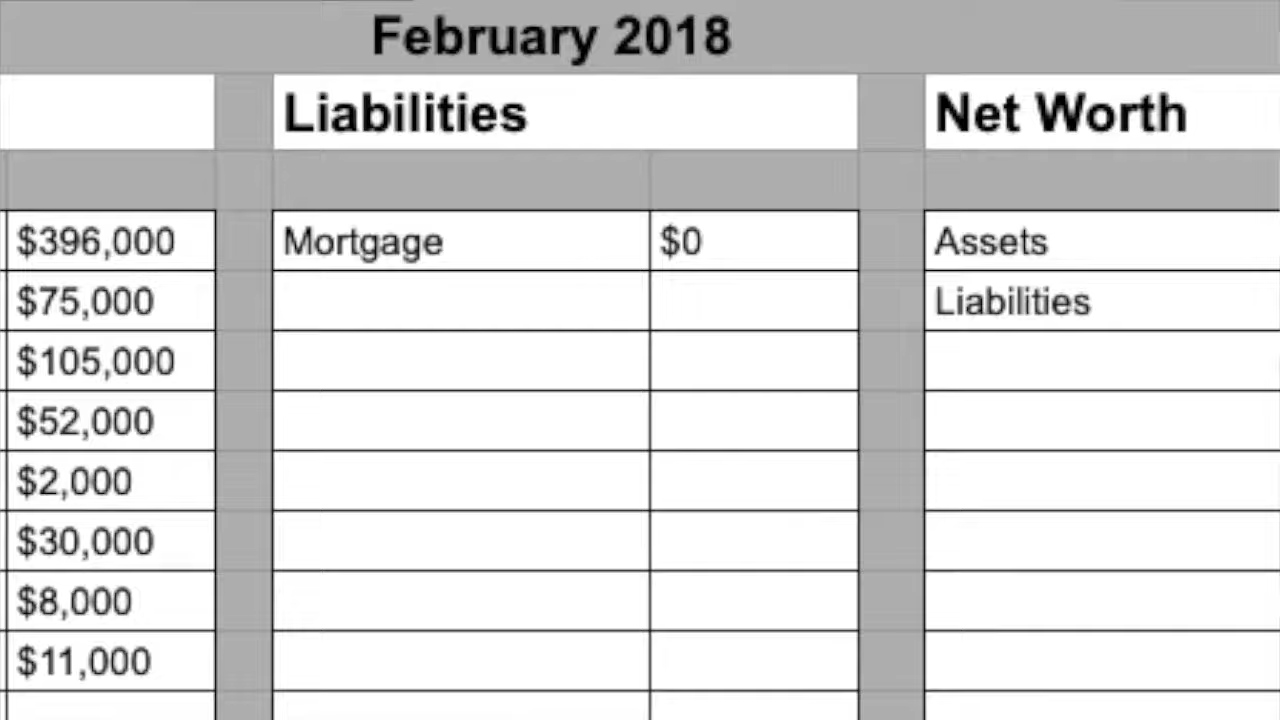 February 2018
Liabilities Net Worth
$396,000 Mortgage $0 Assets
$75,000 Liabilities
$105,000
$52,000
$2,000
$30,000
$8,000
$11,000